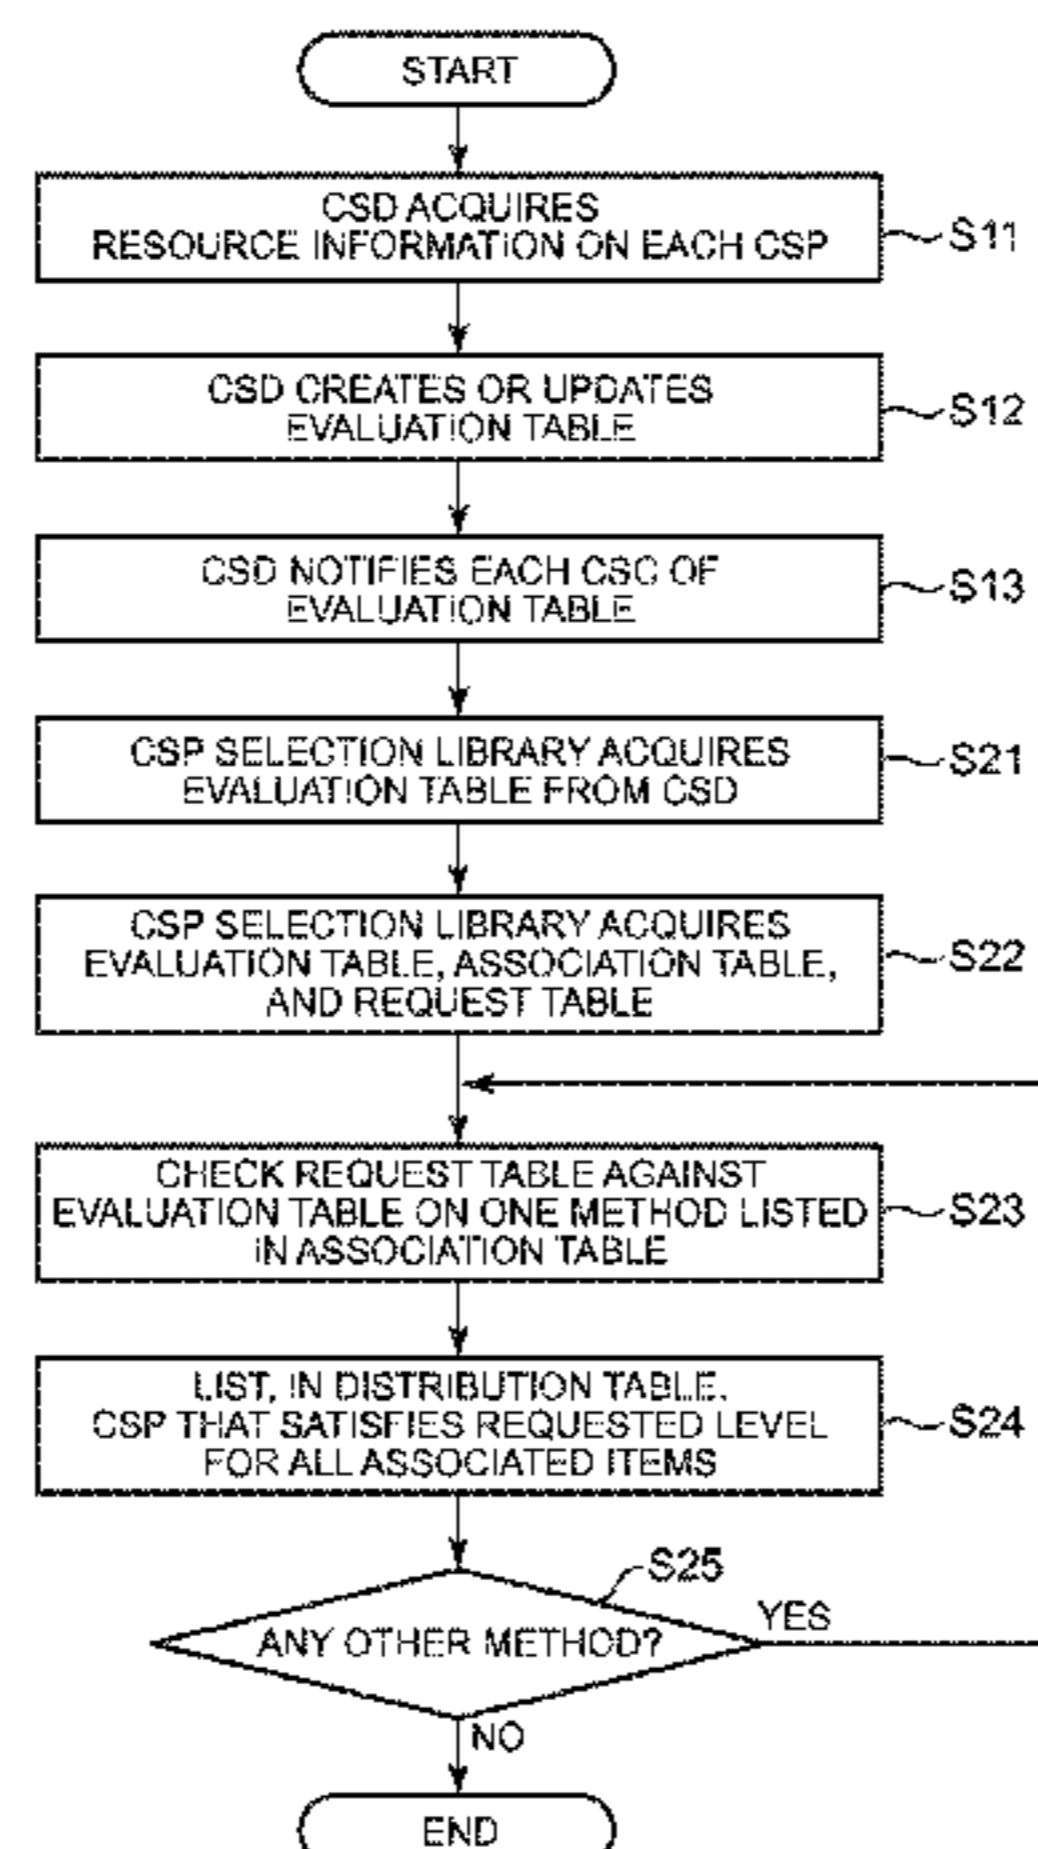 START
CSD ACQUIRES
RESOURCE INFORMATION ON EACH CSP
S11
CSD CREATES OR UPDATES
EVALUATION TABLE
S12
CSD NOTIFIES EACH CSC OF
EVALUATION TABLE
S13
CSP SELECTION LIBRARY ACQUIRES
EVALUATION TABLE FROM CSD
S21
CSP SELECTION LIBRARY ACQUIRES
EVALUATION TABLE, ASSOCIATION TABLE,
AND REQUEST TABLE
S22
CHECK REQUEST TABLE AGAINST
EVALUATION TABLE ON ONE METHOD LISTED
IN ASSOCIATION TABLE
S23
LIST, IN DISTRIBUTION TABLE,
CSP THAT SATISFIES REQUESTED LEVEL
FOR ALL ASSOCIATED ITEMS
S24
S25
ANY OTHER METHOD?
YES
NO
END